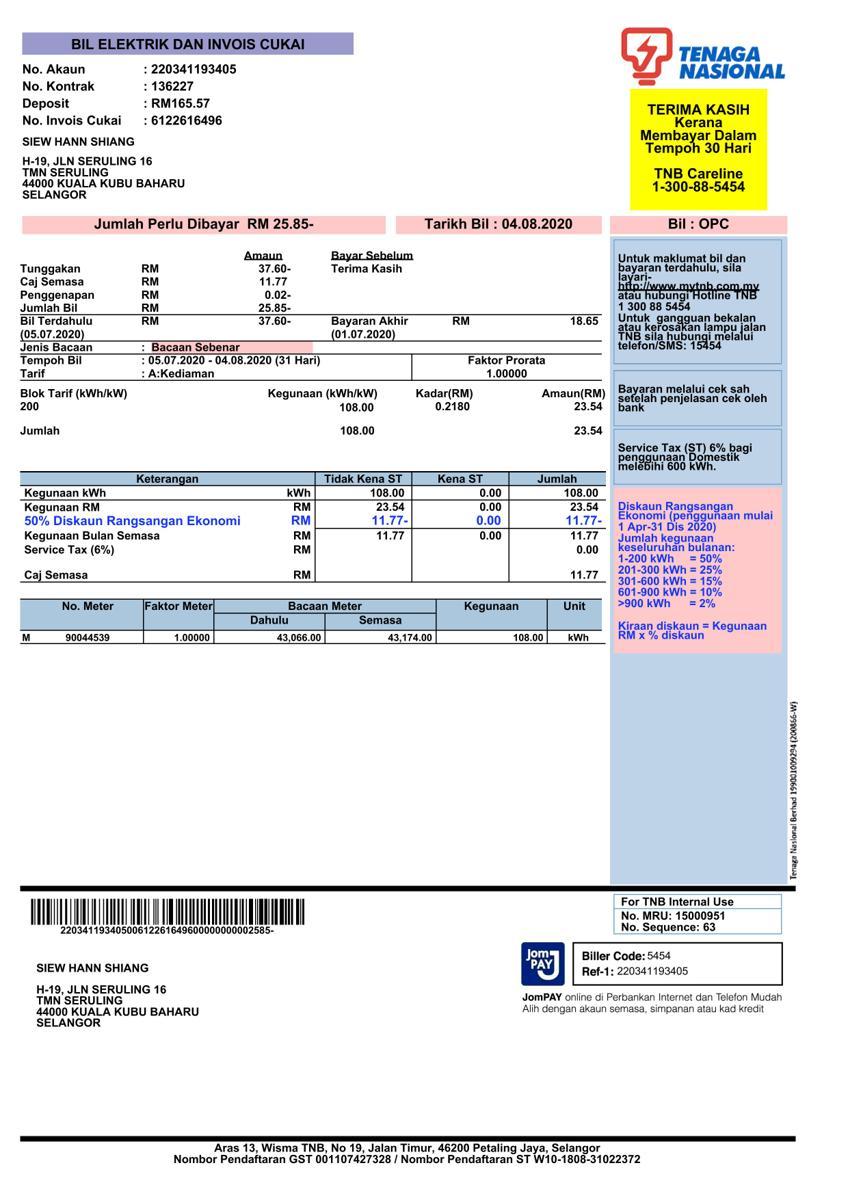 BIL ELEKTRIK DAN INVOIS CUKAI
No. Akaun : 220341193405
No. Kontrak : 136227
Deposit : RM165.57
No. Invois Cukai : 6122616496
SIEW HANN SHIANG
H-19, JLN SERULING 16
TMN SERULING
44000 KUALA KUBU BAHARU
SELANGOR
TENAGA
NASIONAL
TERIMA KASIH
Kerana
Membayar Dalam
Tempoh 30 Hari
TNB Careline
1-300-88-5454
Jumlah Perlu Dibayar RM 25.85- Tarikh Bil : 04.08.2020 Bil : OPC
Amaun Bayar Sebelum
Tunggakan RM 37.60- Terima Kasih
Caj Semasa RM 11.77
Penggenapan RM 0.02-
Jumlah Bil RM 25.85-
Bil Terdahulu RM 37.60- Bayaran Akhir RM 18.65
(05.07.2020) (01.07.2020)
Jenis Bacaan : Bacaan Sebenar
Tempoh Bil : 05.07.2020 - 04.08.2020 (31 Hari) Faktor Prorata
Tarif : A:Kediaman 1.00000
Blok Tarif (kWh/kW) Kegunaan (kWh/kW) Kadar(RM) Amaun(RM)
200 108.00 0.2180 23.54
Jumlah 108.00 23.54
Keterangan Tidak Kena ST Kena ST Jumlah
Kegunaan kWh kWh 108.00 0.00 108.00
Kegunaan RM RM 23.54 0.00 23.54
50% Diskaun Rangsangan Ekonomi RM 11.77- 0.00 11.77-
Kegunaan Bulan Semasa RM 11.77 0.00 11.77
Service Tax (6%) RM 0.00
Caj Semasa RM 11.77
No. Meter Faktor Meter Bacaan Meter Kegunaan Unit
Dahulu Semasa
M 90044539 1.00000 43,066.00 43,174.00 108.00 kWh
Untuk maklumat bil dan
bayaran terdahulu, sila
layari-
http://www.mytnb.com.my
atau hubungi Hotline TNB
1 300 88 5454
Untuk gangguan bekalan
atau kerosakan lampu jalan
TNB sila hubungi melalui
telefon/SMS: 15454
Bayaran melalui cek sah
setelah penjelasan cek oleh
bank
Service Tax (ST) 6% bagi
penggunaan Domestik
melebihi 600 kWh.
Diskaun Rangsangan
Ekonomi (penggunaan mulai
1 Apr-31 Dis 2020)
Jumlah kegunaan
keseluruhan bulanan:
1-200 kWh = 50%
201-300 kWh = 25%
301-600 kWh = 15%
601-900 kWh = 10%
>900 kWh = 2%
Kiraan diskaun = Kegunaan
RM x % diskaun
Tenaga Nasional Berhad 199001009294 (200866-W)
220341193405006122616496000000000​2585-
For TNB Internal Use
No. MRU: 15000951
No. Sequence: 63
SIEW HANN SHIANG
H-19, JLN SERULING 16
TMN SERULING
44000 KUALA KUBU BAHARU
SELANGOR
Jom
PAY
Biller Code: 5454
Ref-1: 220341193405
JomPAY online di Perbankan Internet dan Telefon Mudah
Alih dengan akaun semasa, simpanan atau kad kredit
Aras 13, Wisma TNB, No 19, Jalan Timur, 46200 Petaling Jaya, Selangor
Nombor Pendaftaran GST 001107427328 / Nombor Pendaftaran ST W10-1808-31022372